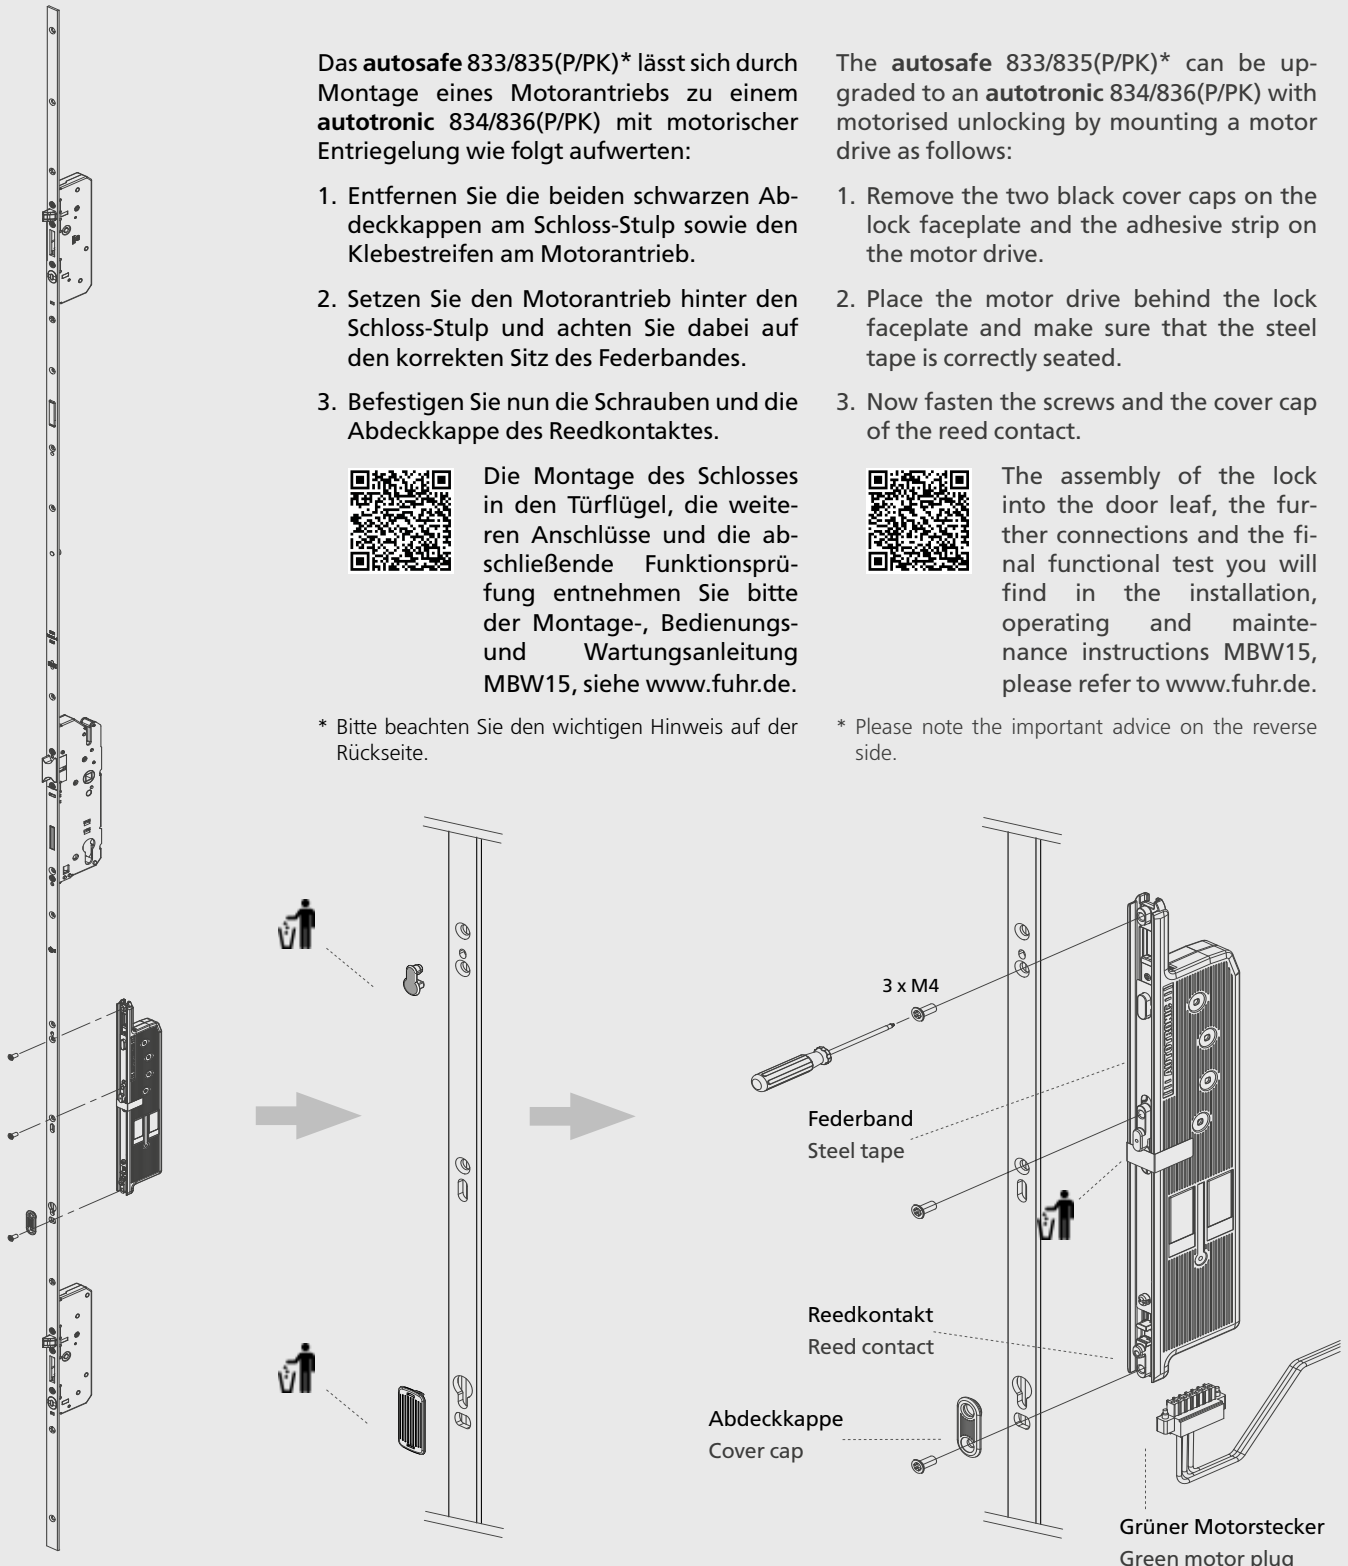 Das autosafe 833/835(P/PK)* lässt sich durch
Montage eines Motorantriebs zu einem
autotronic 834/836(P/PK) mit motorischer
Entriegelung wie folgt aufwerten:
1. Entfernen Sie die beiden schwarzen Ab-
deckkappen am Schloss-Stulp sowie den
Klebestreifen am Motorantrieb.
2. Setzen Sie den Motorantrieb hinter den
Schloss-Stulp und achten Sie dabei auf
den korrekten Sitz des Federbandes.
3. Befestigen Sie nun die Schrauben und die
Abdeckkappe des Reedkontaktes.
Die Montage des Schlosses
in den Türflügel, die weite-
ren Anschlüsse und die ab-
schließende Funktionsprü-
fung entnehmen Sie bitte
der Montage-, Bedienungs-
und Wartungsanleitung
MBW15, siehe www.fuhr.de.
* Bitte beachten Sie den wichtigen Hinweis auf der
Rückseite.
The autosafe 833/835(P/PK)* can be up-
graded to an autotronic 834/836(P/PK) with
motorised unlocking by mounting a motor
drive as follows:
1. Remove the two black cover caps on the
lock faceplate and the adhesive strip on
the motor drive.
2. Place the motor drive behind the lock
faceplate and make sure that the steel
tape is correctly seated.
3. Now fasten the screws and the cover cap
of the reed contact.
The assembly of the lock
into the door leaf, the fur-
ther connections and the fi-
nal functional test you will
find in the installation,
operating and mainte-
nance instructions MBW15,
please refer to www.fuhr.de.
* Please note the important advice on the reverse
side.
3 x M4
Federband
Steel tape
Reedkontakt
Reed contact
Abdeckkappe
Cover cap
Grüner Motorstecker
Green motor plug